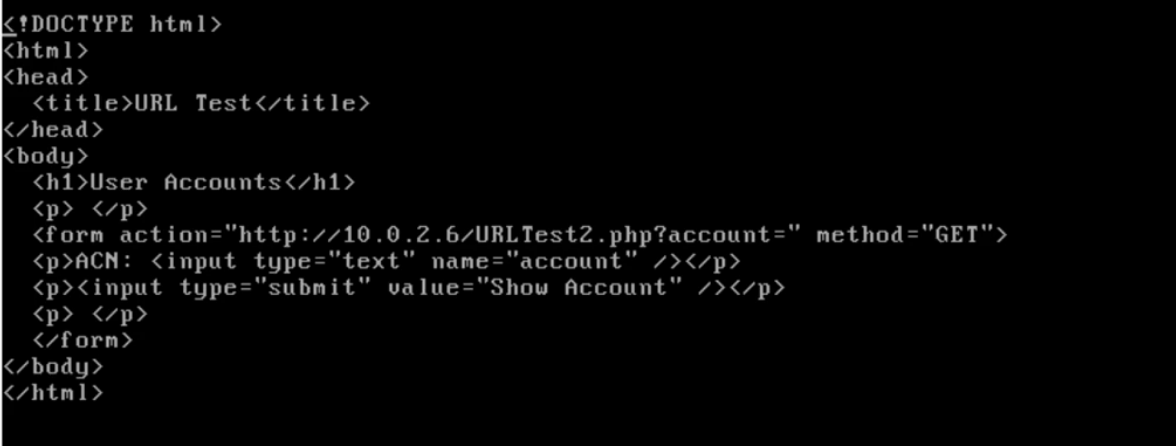 <!DOCTYPE html>
<html>
<head>
  <title>URL Test</title>
</head>
<body>
  <h1>User Accounts</h1>
  <p> </p>
  <form action="http://10.0.2.6/URLTest2.php?account=" method="GET">
  <p>ACN: <input type="text" name="account" /></p>
  <p><input type="submit" value="Show Account" /></p>
  <p> </p>
  </form>
</body>
</html>